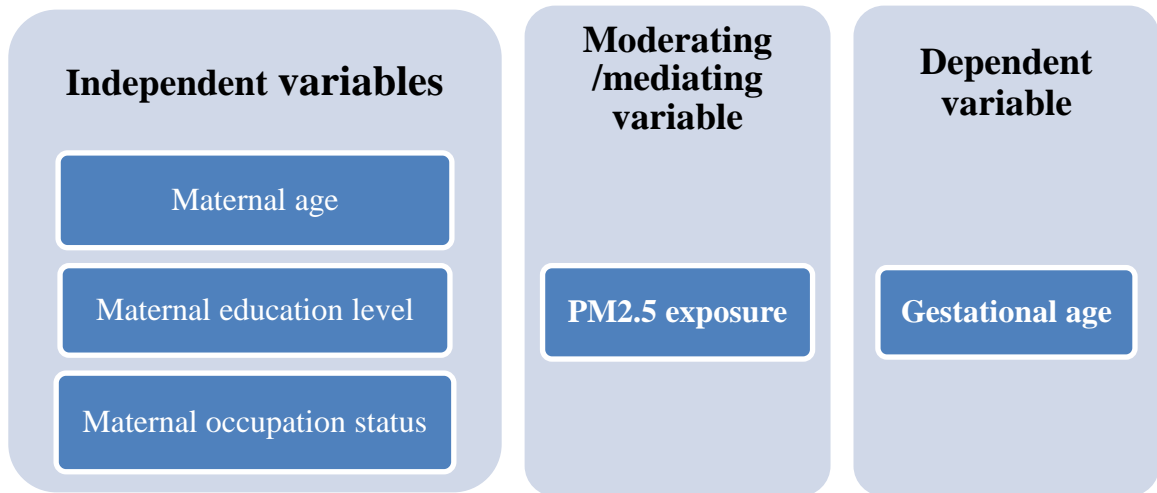 Independent variables
Maternal age
Maternal education level
Maternal occupation status
Moderating
/mediating
variable
PM2.5 exposure
Dependent
variable
Gestational age